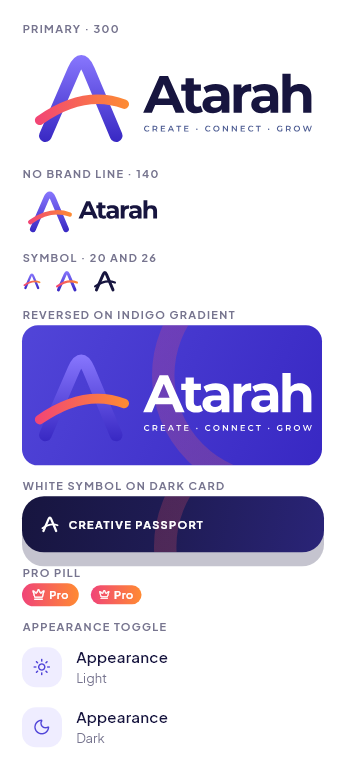 PRIMARY · 300
Atarah
CREATE · CONNECT · GROW
NO BRAND LINE · 140
Atarah
SYMBOL · 20 AND 26
REVERSED ON INDIGO GRADIENT
Atarah
CREATE · CONNECT · GROW
WHITE SYMBOL ON DARK CARD
CREATIVE PASSPORT
PRO PILL
Pro Pro
APPEARANCE TOGGLE
Appearance
Light
Appearance
Dark